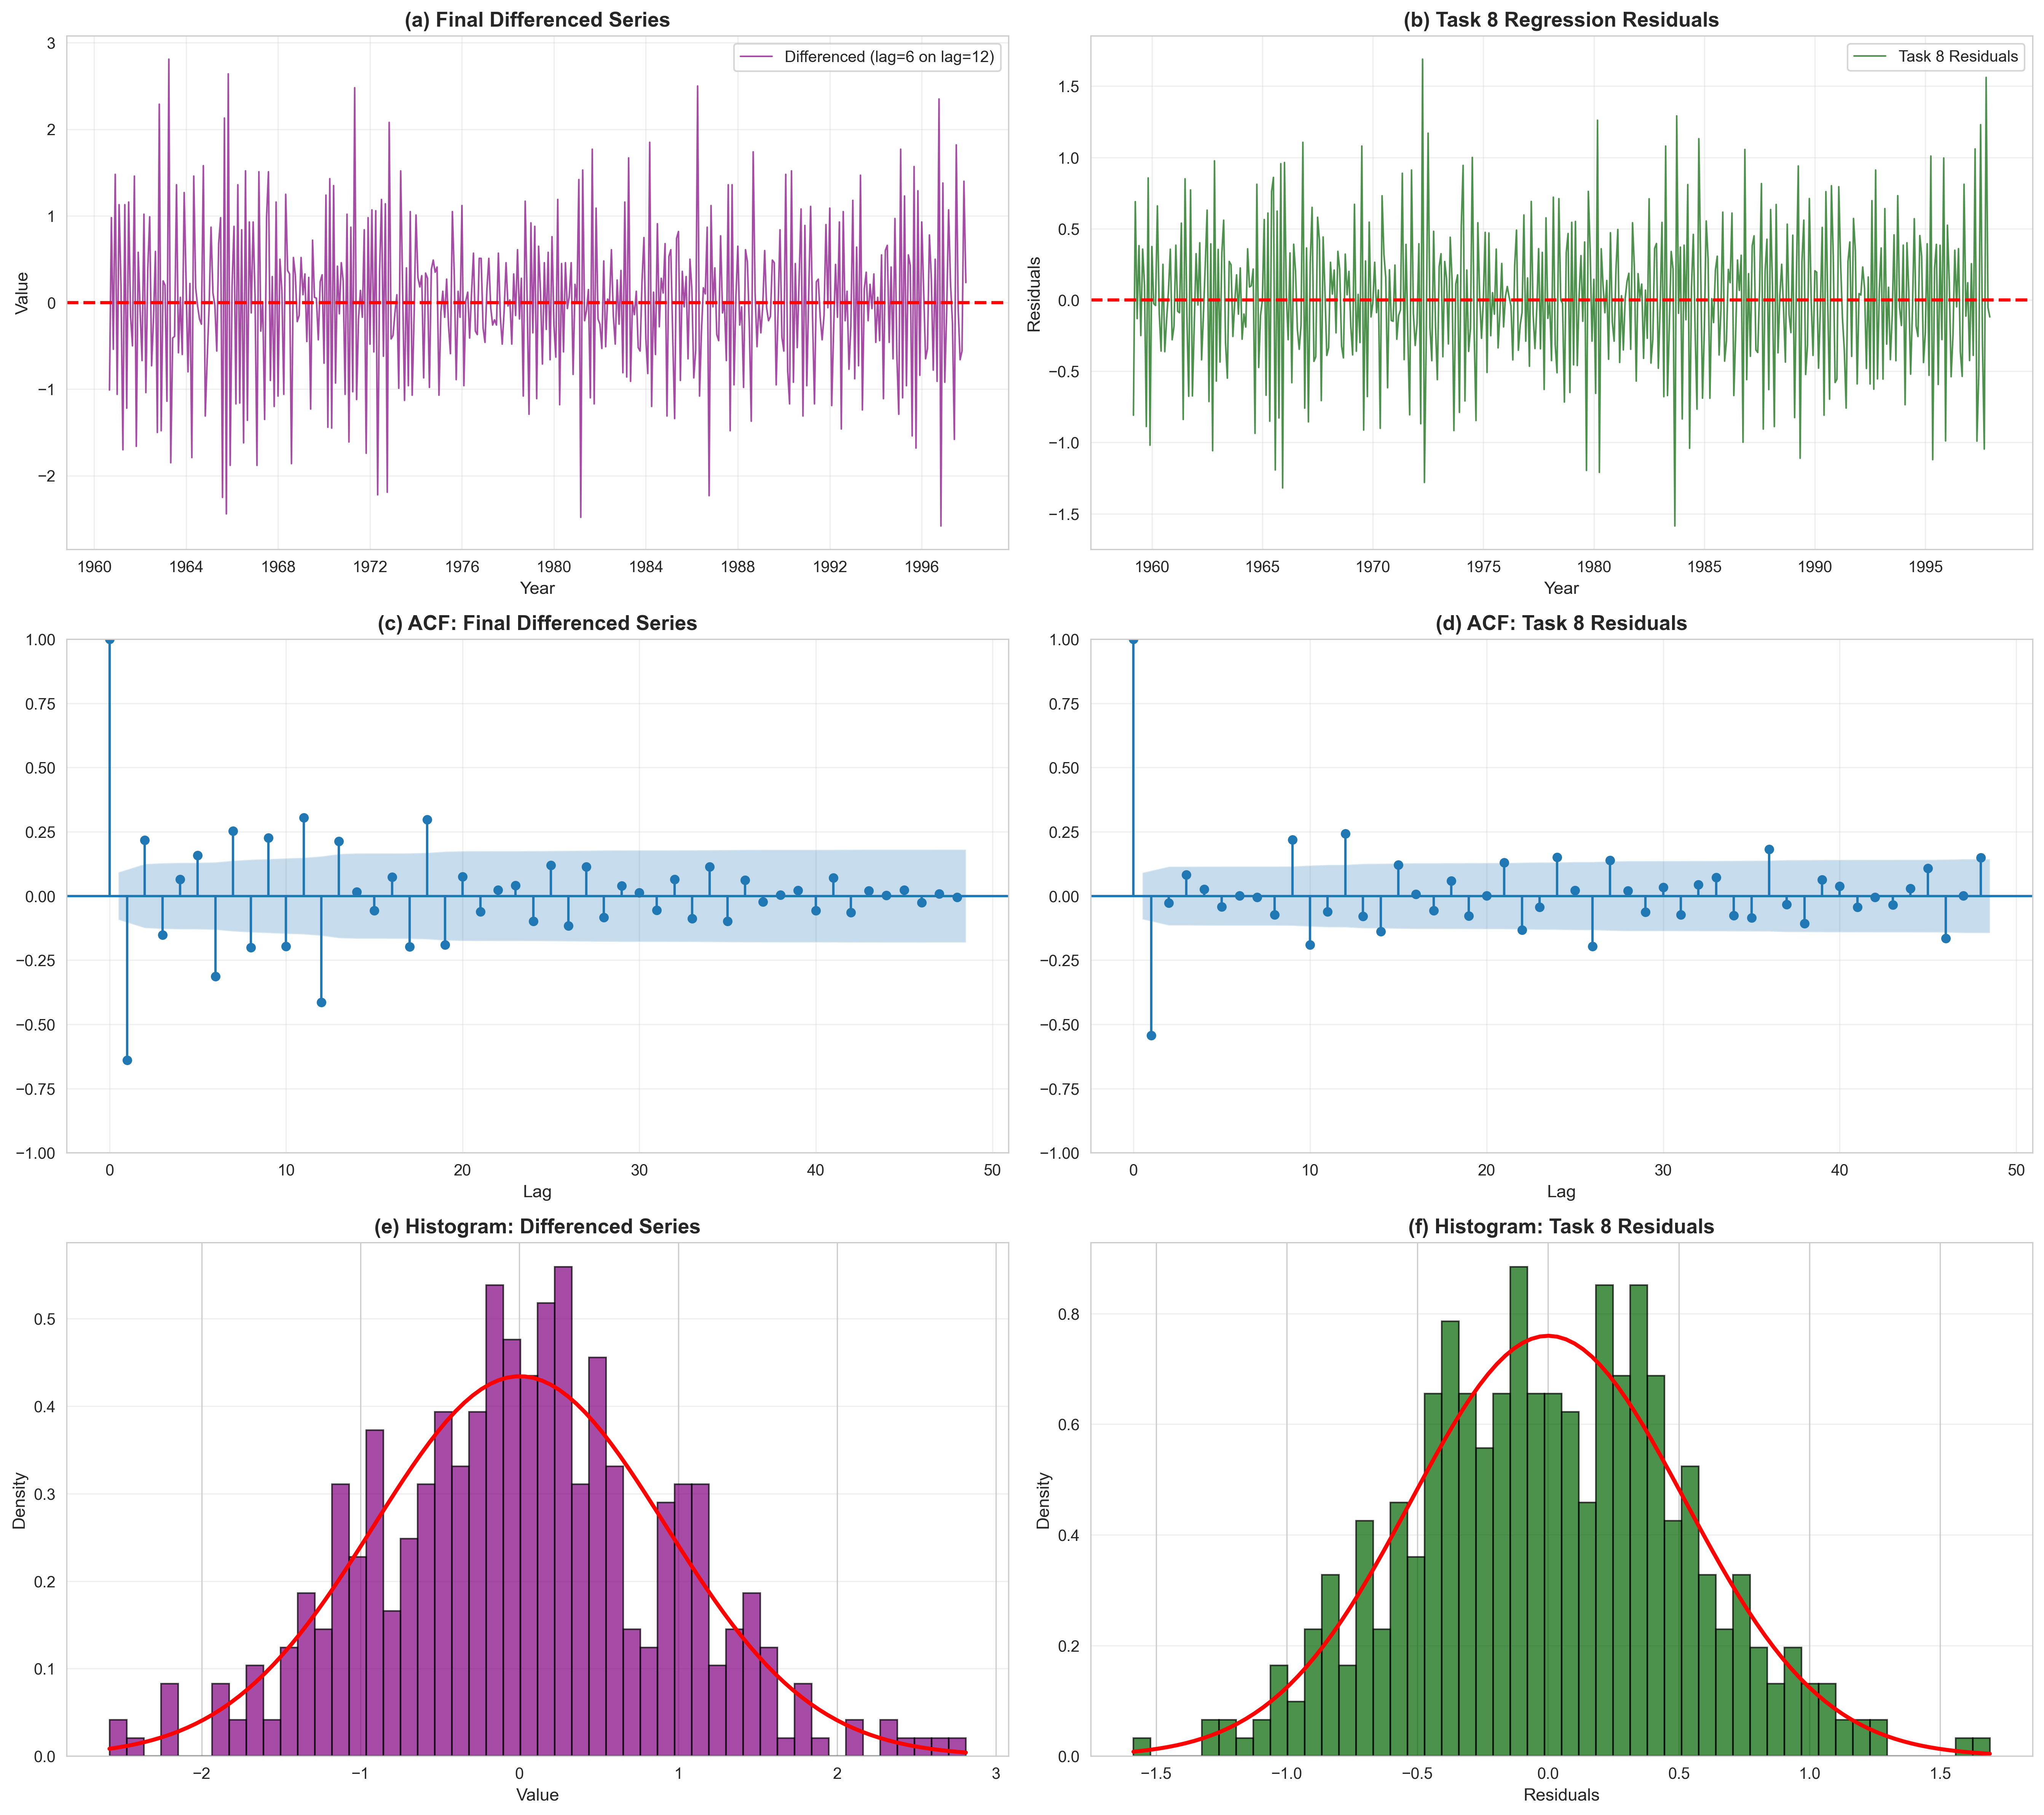 (a) Final Differenced Series
Differenced (lag=6 on lag=12)
3
2
1
0
−1
−2
Value
1960 1964 1968 1972 1976 1980 1984 1988 1992 1996
Year
(b) Task 8 Regression Residuals
Task 8 Residuals
1.5
1.0
0.5
0.0
−0.5
−1.0
−1.5
Residuals
1960 1965 1970 1975 1980 1985 1990 1995
Year
(c) ACF: Final Differenced Series
1.00
0.75
0.50
0.25
0.00
−0.25
−0.50
−0.75
−1.00
0 10 20 30 40 50
Lag
(d) ACF: Task 8 Residuals
1.00
0.75
0.50
0.25
0.00
−0.25
−0.50
−0.75
−1.00
0 10 20 30 40 50
Lag
(e) Histogram: Differenced Series
0.5
0.4
0.3
0.2
0.1
0.0
Density
−2 −1 0 1 2 3
Value
(f) Histogram: Task 8 Residuals
0.8
0.6
0.4
0.2
0.0
Density
−1.5 −1.0 −0.5 0.0 0.5 1.0 1.5
Residuals